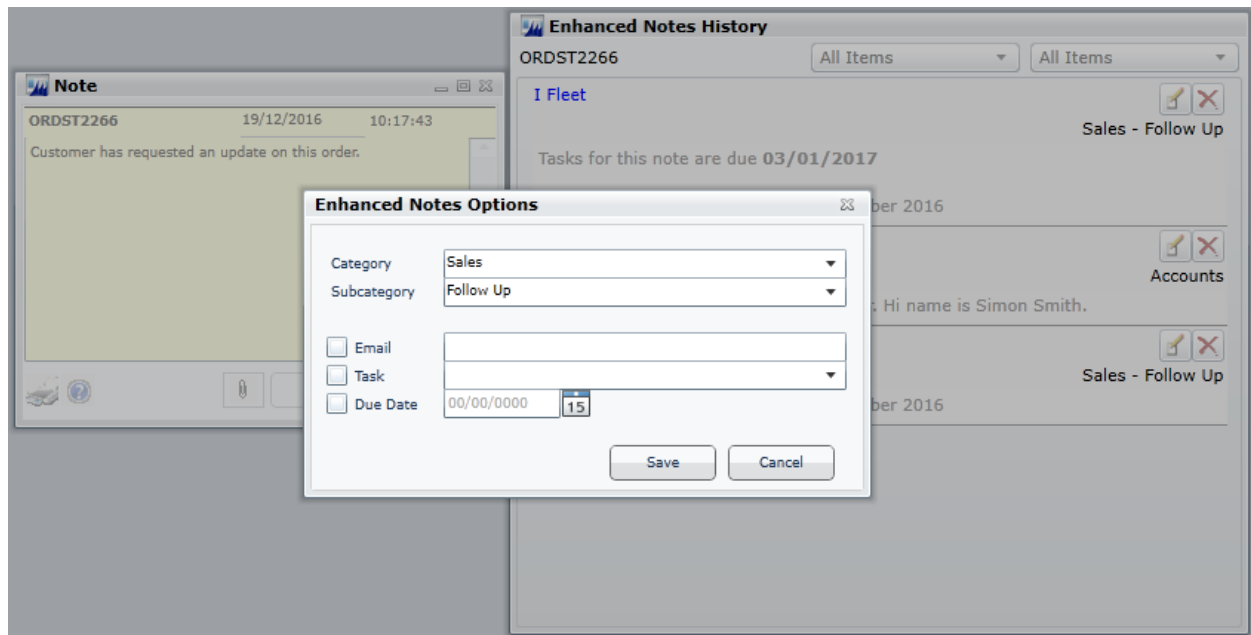 Enhanced Notes History
ORDST2266 All Items All Items
I Fleet
Sales - Follow Up
Tasks for this note are due 03/01/2017
ber 2016
Accounts
. Hi name is Simon Smith.
Sales - Follow Up
ber 2016
Note
ORDST2266 19/12/2016 10:17:43
Customer has requested an update on this order.
Enhanced Notes Options
Category Sales
Subcategory Follow Up
Email
Task
Due Date 00/00/0000 15
Save Cancel